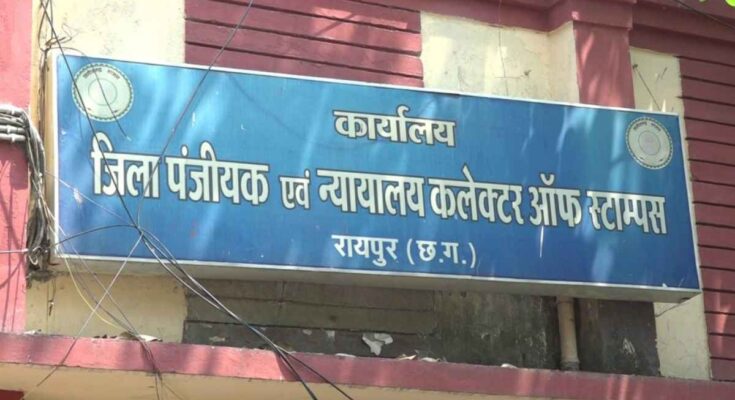 कार्यालय
जिला पंजीयक एवं न्यायालय कलेक्टर ऑफ स्टाम्पस
रायपुर (छ.ग.)